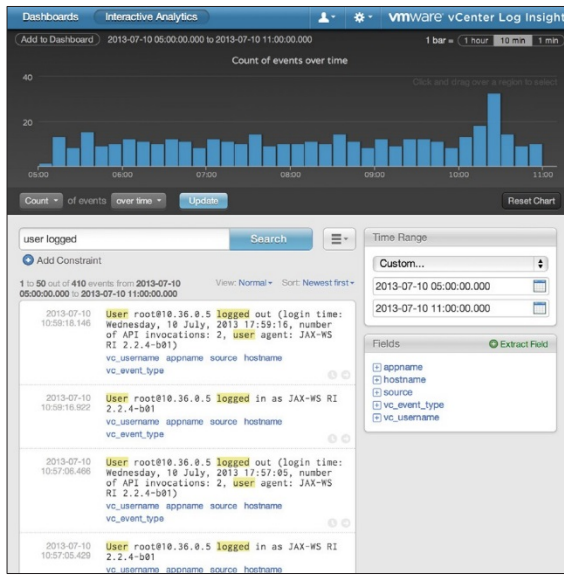 Dashboards Interactive Analytics vmware vCenter Log Insight
Add to Dashboard 2013-07-10 05:00:00.000 to 2013-07-10 11:00:00.000 1 bar = 1 hour 10 min 1 min
Count of events over time
40
Click and drag over a region to select
20
05:00 06:00 07:00 08:00 09:00 10:00 11:00
Count of events over time Update Reset Chart
user logged Search
Add Constraint
1 to 50 out of 410 events from 2013-07-10
05:00:00.000 to 2013-07-10 11:00:00.000
View: Normal Sort: Newest first
2013-07-10
10:59:18.146
User root@10.36.0.5 logged out (login time:
Wednesday, 10 July, 2013 17:59:16, number
of API invocations: 2, user agent: JAX-WS
RI 2.2.4-b01)
vc_username appname source hostname
vc_event_type
2013-07-10
10:59:16.922
User root@10.36.0.5 logged in as JAX-WS RI
2.2.4-b01
vc_username appname source hostname
vc_event_type
2013-07-10
10:57:06.466
User root@10.36.0.5 logged out (login time:
Wednesday, 10 July, 2013 17:57:05, number
of API invocations: 2, user agent: JAX-WS
RI 2.2.4-b01)
vc_username appname source hostname
vc_event_type
2013-07-10
10:57:05.429
User root@10.36.0.5 logged in as JAX-WS RI
2.2.4-b01
vc_username appname source hostname
Time Range
Custom...
2013-07-10 05:00:00.000
2013-07-10 11:00:00.000
Fields Extract Field
appname
hostname
source
vc_event_type
vc_username